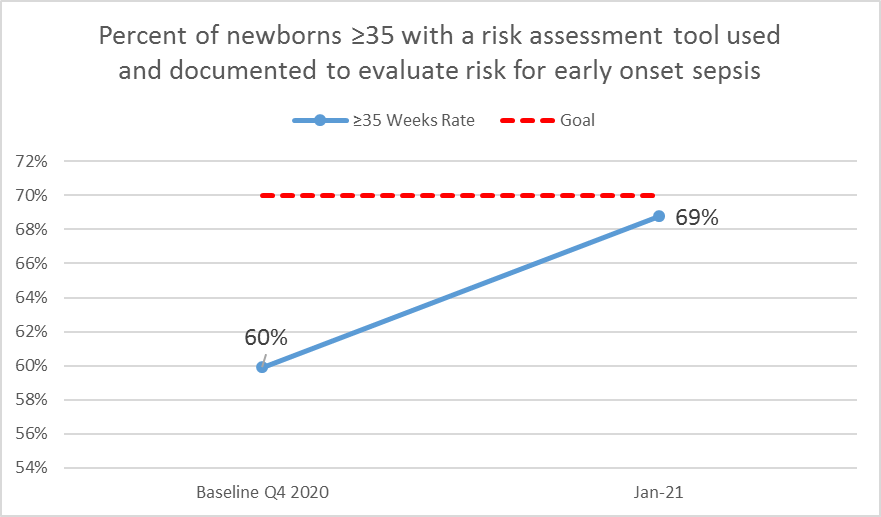 Percent of newborns ≥35 with a risk assessment tool used
and documented to evaluate risk for early onset sepsis
≥35 Weeks Rate
Goal
72%
70%
68%
66%
64%
62%
60%
58%
56%
54%
60%
69%
Baseline Q4 2020
Jan-21